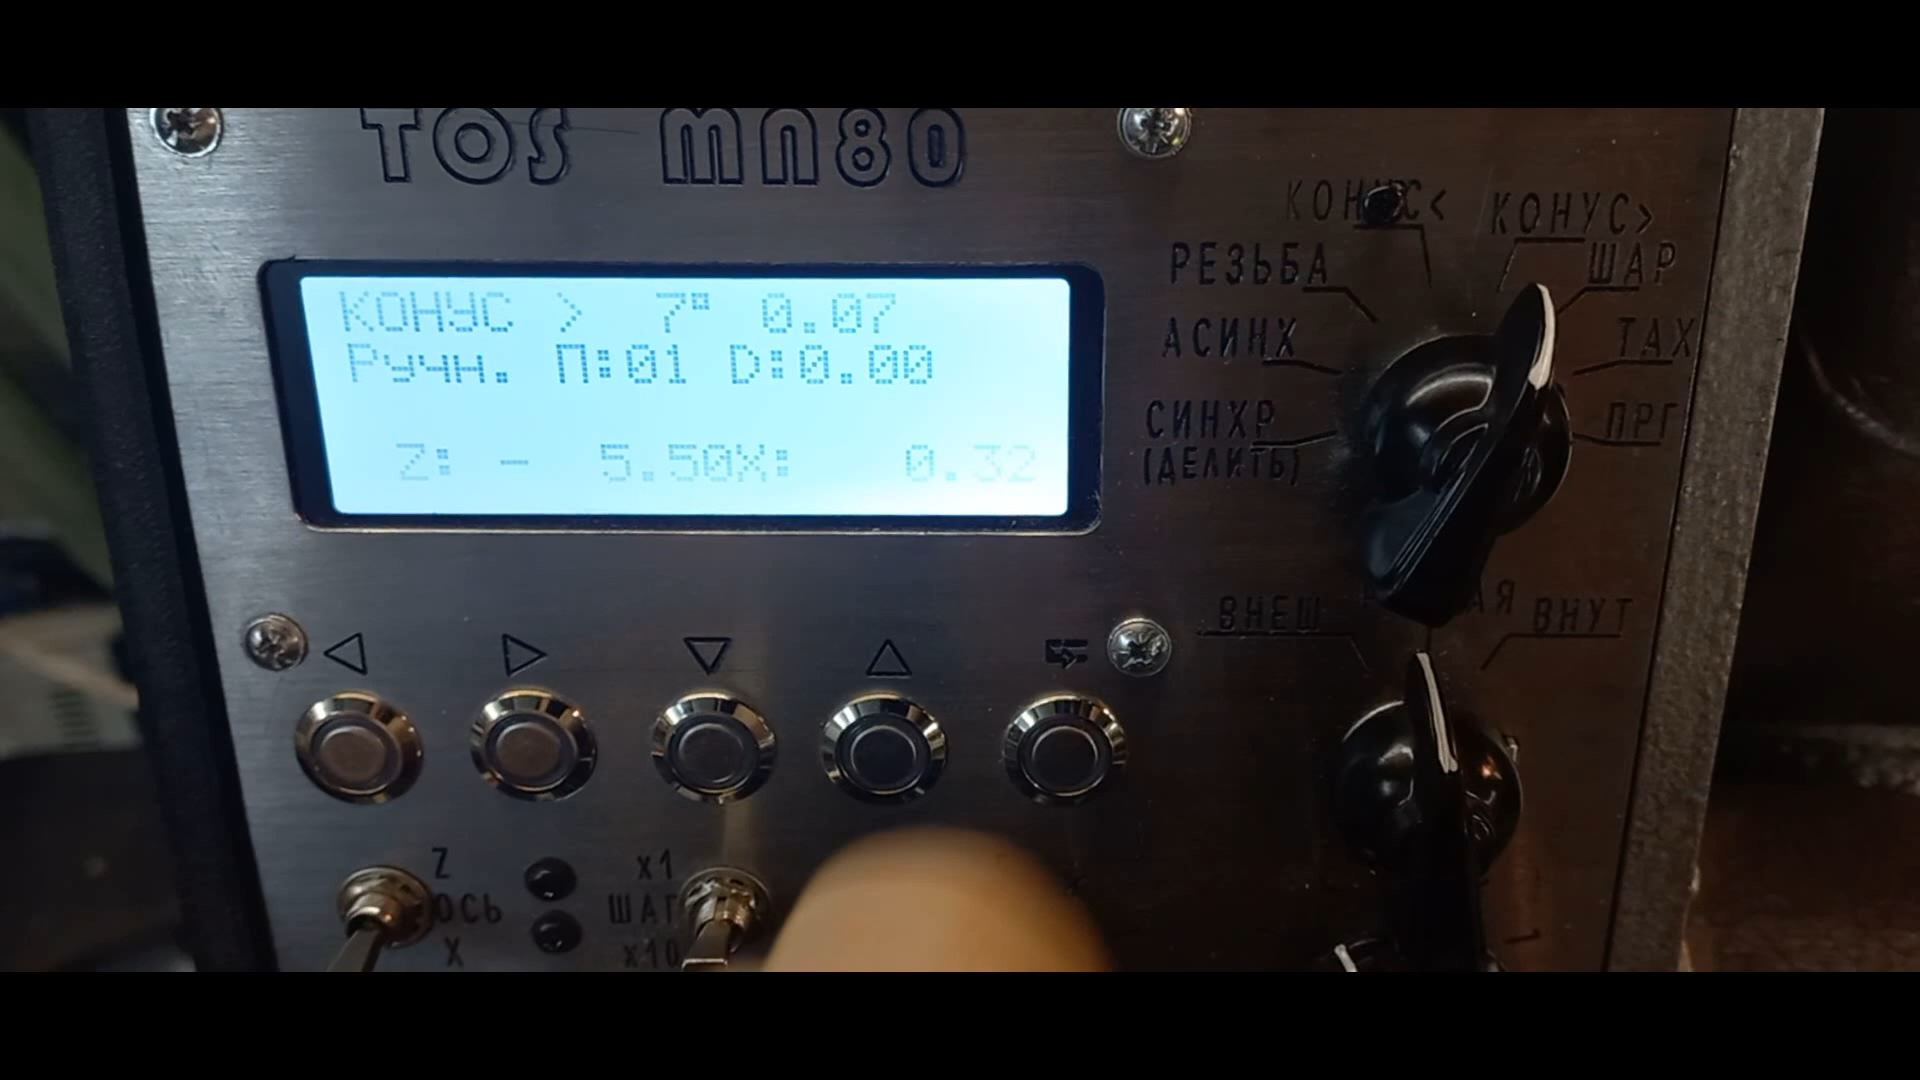 TOS МП80
КОНУС > 7° 0.07
Ручн. П:01 D:0.00
Z: - 5.50X: 0.32
КОНУС<
КОНУС>
РЕЗЬБА
ШАР
АСИНХ
ТАХ
СИНХР
(ДЕЛИТЬ)
ПРГ
ВНЕШ
ВНУТ
Z
ОСЬ
X
x1
ШАГ
x10